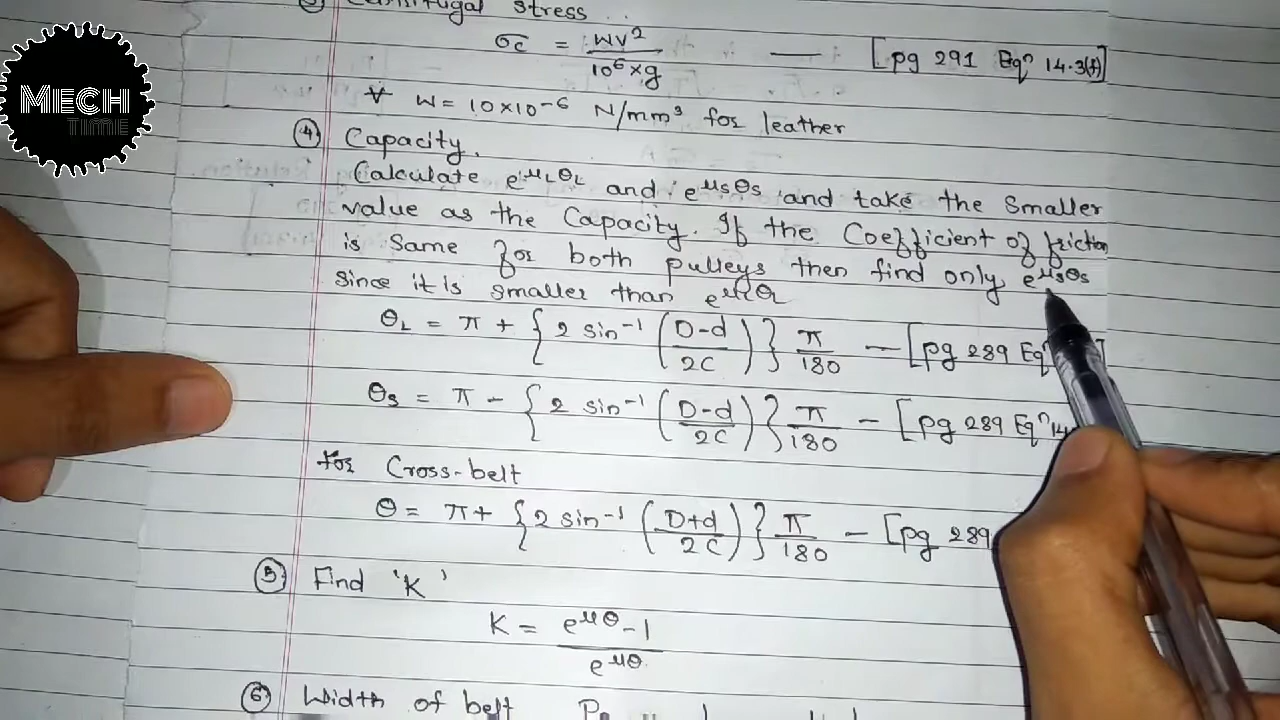 ③ Centrifugal stress
MECH
TIME
σc = wv² / 10⁶ × g — [pg 291 Eqⁿ 14.3(f)]
∀ w = 10×10⁻⁶ N/mm³ for leather
④ Capacity.
Calculate e^μLθL and e^μsθs and take the smaller
value as the Capacity. If the Coefficient of friction
is same for both pulleys then find only e^μsθs
since it is smaller than e^μLθL
θL = π + {2 sin⁻¹ (D-d / 2C)} π/180 — [pg 289 Eqⁿ
θs = π - {2 sin⁻¹ (D-d / 2C)} π/180 — [pg 289 Eqⁿ 14
for Cross-belt
θ = π + {2 sin⁻¹ (D+d / 2C)} π/180 — [pg 289
⑤ Find 'K'
K = e^μθ - 1 / e^μθ
⑥ Width of belt